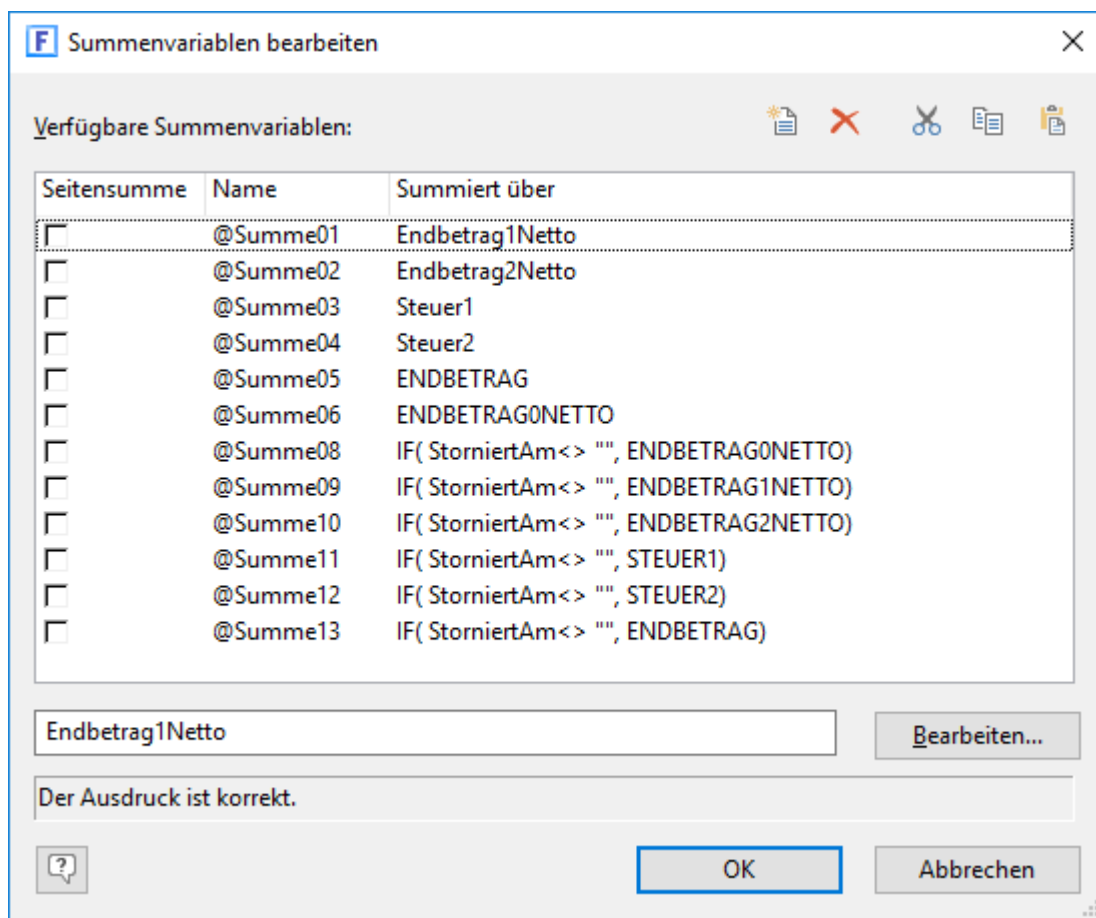 F Summenvariablen bearbeiten
Verfügbare Summenvariablen:
Seitensumme Name Summiert über
@Summe01 Endbetrag1Netto
@Summe02 Endbetrag2Netto
@Summe03 Steuer1
@Summe04 Steuer2
@Summe05 ENDBETRAG
@Summe06 ENDBETRAG0NETTO
@Summe08 IF( StorniertAm<> "", ENDBETRAG0NETTO)
@Summe09 IF( StorniertAm<> "", ENDBETRAG1NETTO)
@Summe10 IF( StorniertAm<> "", ENDBETRAG2NETTO)
@Summe11 IF( StorniertAm<> "", STEUER1)
@Summe12 IF( StorniertAm<> "", STEUER2)
@Summe13 IF( StorniertAm<> "", ENDBETRAG)
Endbetrag1Netto Bearbeiten...
Der Ausdruck ist korrekt.
? OK Abbrechen